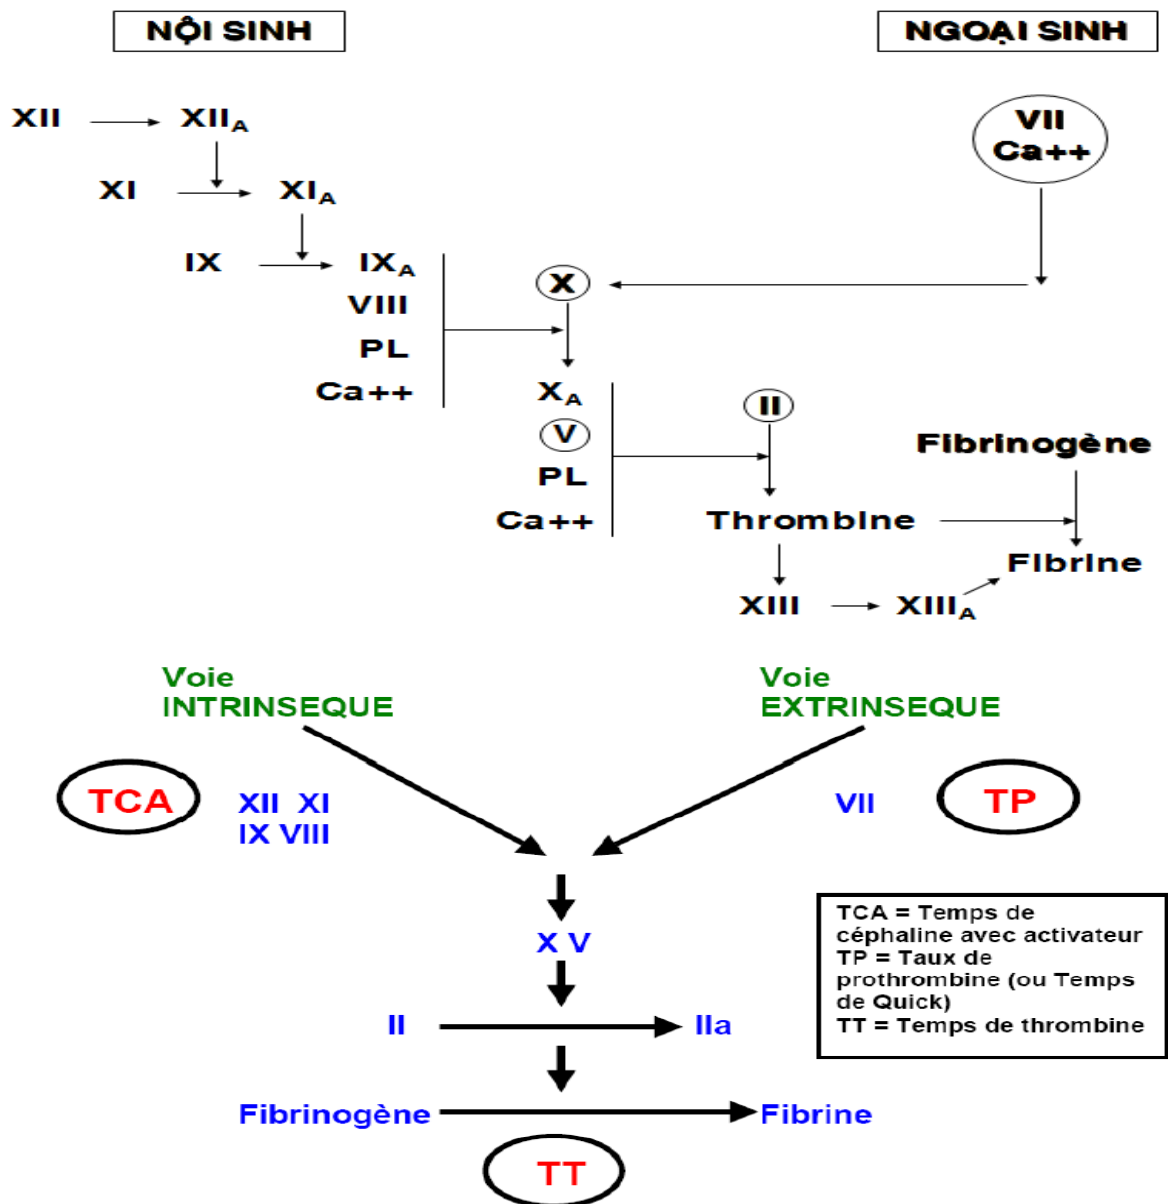 NỘI SINH
NGOẠI SINH
XII XIIA
VII
Ca++
XI XIA
IX IXA
VIII
X
PL
Ca++
XA
II
V
Fibrinogène
PL
Ca++
Thrombine
Fibrine
XIII XIIIA
Voie
INTRINSEQUE
Voie
EXTRINSEQUE
TCA
XII XI
IX VIII
VII
TP
X V
TCA = Temps de
céphaline avec activateur
TP = Taux de
prothrombine (ou Temps
de Quick)
TT = Temps de thrombine
II IIa
Fibrinogène Fibrine
TT